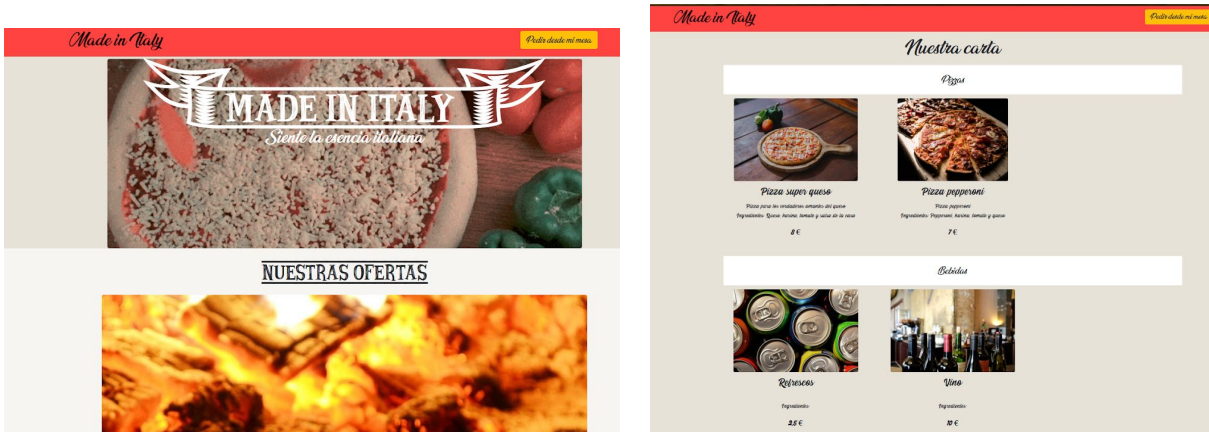 Made in Italy
Pedir desde mi mesa
MADE IN ITALY
Siente la esencia italiana
NUESTRAS OFERTAS
Made in Italy
Pedir desde mi mesa
Nuestra carta
Pizzas
Pizza super queso
Pizza pepperoni
Pizza para los verdaderos amantes del queso
Pizza pepperoni
Ingredientes: Queso, harina, tomate y salsa de la casa
Ingredientes: Pepperoni, harina, tomate y queso
8 €
7 €
Bebidas
Refrescos
Vino
Ingredientes:
Ingredientes:
2.5 €
10 €